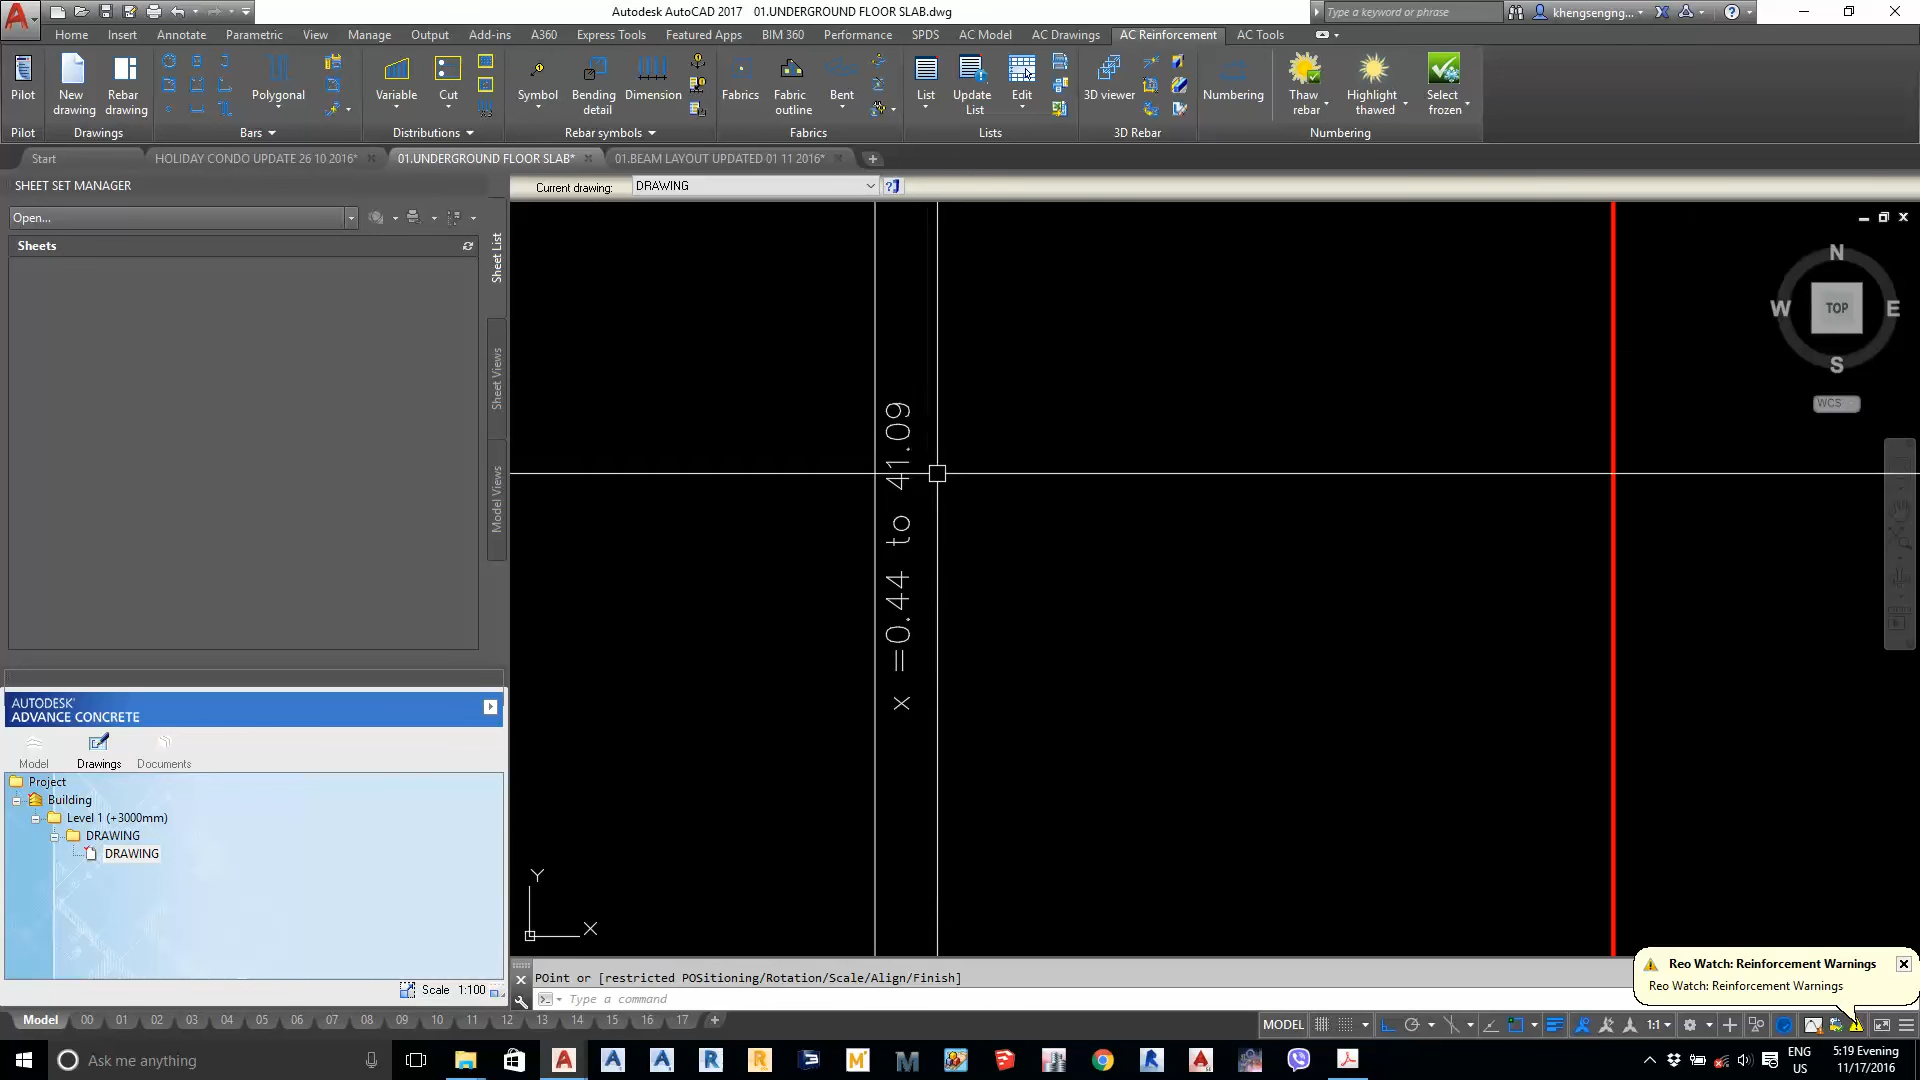 Autodesk AutoCAD 2017 01.UNDERGROUND FLOOR SLAB.dwg
Type a keyword or phrase
khengsengng...
Home Insert Annotate Parametric View Manage Output Add-ins A360 Express Tools Featured Apps BIM 360 Performance SPDS AC Model AC Drawings AC Reinforcement AC Tools
Pilot
New drawing
Rebar drawing
Polygonal
Variable
Cut
Symbol
Bending detail
Dimension
Fabrics
Fabric outline
Bent
List
Update List
Edit
3D viewer
Numbering
Thaw rebar
Highlight thawed
Select frozen
Pilot Drawings Bars Distributions Rebar symbols Fabrics Lists 3D Rebar Numbering
Start HOLIDAY CONDO UPDATE 26 10 2016* 01.UNDERGROUND FLOOR SLAB* 01.BEAM LAYOUT UPDATED 01 11 2016*
SHEET SET MANAGER
Current drawing: DRAWING
Open...
Sheets
Sheet List
Sheet Views
Model Views
x =0.44 to 41.09
N
W TOP E
S
WCS
AUTODESK®
ADVANCE CONCRETE
Model Drawings Documents
Project
Building
Level 1 (+3000mm)
DRAWING
DRAWING
Scale 1:100
Y
X
POint or [restricted POSitioning/Rotation/Scale/Align/Finish]
Type a command
Reo Watch: Reinforcement Warnings
Reo Watch: Reinforcement Warnings
Model 00 01 02 03 04 05 06 07 08 09 10 11 12 13 14 15 16 17
MODEL 1:1
Ask me anything
ENG
US
5:19 Evening
11/17/2016